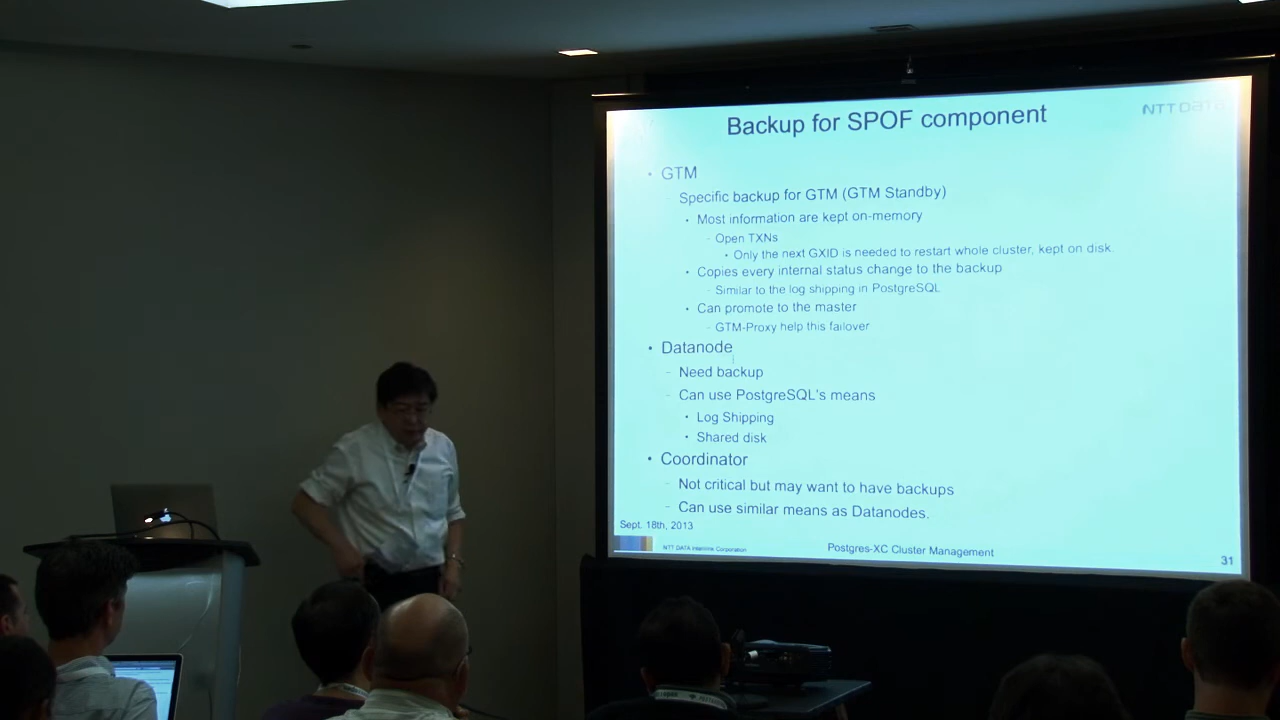 Backup for SPOF component
NTT DATA
• GTM
- Specific backup for GTM (GTM Standby)
• Most information are kept on-memory
- Open TXNs
• Only the next GXID is needed to restart whole cluster, kept on disk.
• Copies every internal status change to the backup
- Similar to the log shipping in PostgreSQL
• Can promote to the master
- GTM-Proxy help this failover
• Datanode
- Need backup
- Can use PostgreSQL's means
• Log Shipping
• Shared disk
• Coordinator
- Not critical but may want to have backups
- Can use similar means as Datanodes.
Sept. 18th, 2013
NTT DATA Intellilink Corporation
Postgres-XC Cluster Management
31